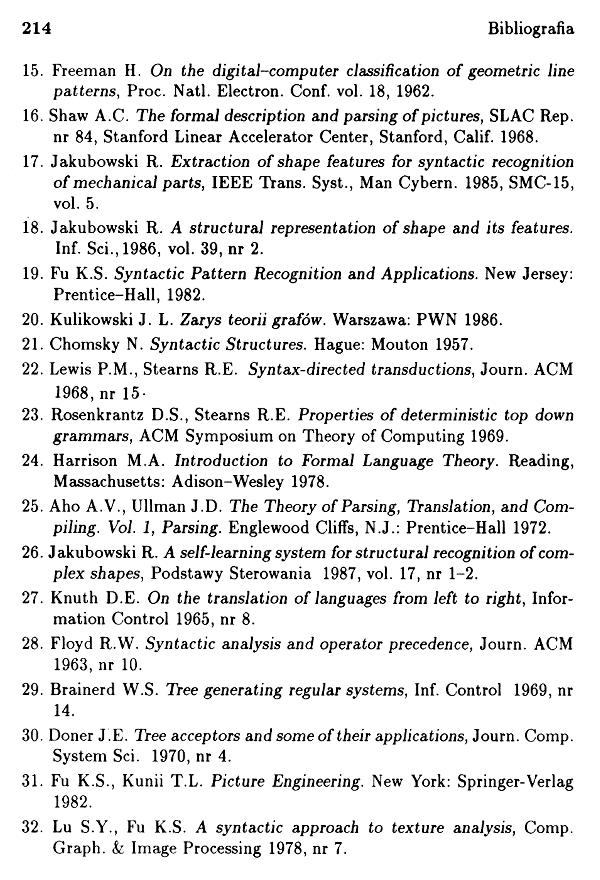 214 Bibliografia
15. Freeman H. On the digital–computer classification of geometric line
patterns, Proc. Natl. Electron. Conf. vol. 18, 1962.
16. Shaw A.C. The formal description and parsing of pictures, SLAC Rep.
nr 84, Stanford Linear Accelerator Center, Stanford, Calif. 1968.
17. Jakubowski R. Extraction of shape features for syntactic recognition
of mechanical parts, IEEE Trans. Syst., Man Cybern. 1985, SMC-15,
vol. 5.
18. Jakubowski R. A structural representation of shape and its features.
Inf. Sci., 1986, vol. 39, nr 2.
19. Fu K.S. Syntactic Pattern Recognition and Applications. New Jersey:
Prentice–Hall, 1982.
20. Kulikowski J. L. Zarys teorii grafów. Warszawa: PWN 1986.
21. Chomsky N. Syntactic Structures. Hague: Mouton 1957.
22. Lewis P.M., Stearns R.E. Syntax-directed transductions, Journ. ACM
1968, nr 15.
23. Rosenkrantz D.S., Stearns R.E. Properties of deterministic top down
grammars, ACM Symposium on Theory of Computing 1969.
24. Harrison M.A. Introduction to Formal Language Theory. Reading,
Massachusetts: Adison–Wesley 1978.
25. Aho A.V., Ullman J.D. The Theory of Parsing, Translation, and Com-
piling. Vol. 1, Parsing. Englewood Cliffs, N.J.: Prentice–Hall 1972.
26. Jakubowski R. A self-learning system for structural recognition of com-
plex shapes, Podstawy Sterowania 1987, vol. 17, nr 1–2.
27. Knuth D.E. On the translation of languages from left to right, Infor-
mation Control 1965, nr 8.
28. Floyd R.W. Syntactic analysis and operator precedence, Journ. ACM
1963, nr 10.
29. Brainerd W.S. Tree generating regular systems, Inf. Control 1969, nr
14.
30. Doner J.E. Tree acceptors and some of their applications, Journ. Comp.
System Sci. 1970, nr 4.
31. Fu K.S., Kunii T.L. Picture Engineering. New York: Springer-Verlag
1982.
32. Lu S.Y., Fu K.S. A syntactic approach to texture analysis, Comp.
Graph. & Image Processing 1978, nr 7.